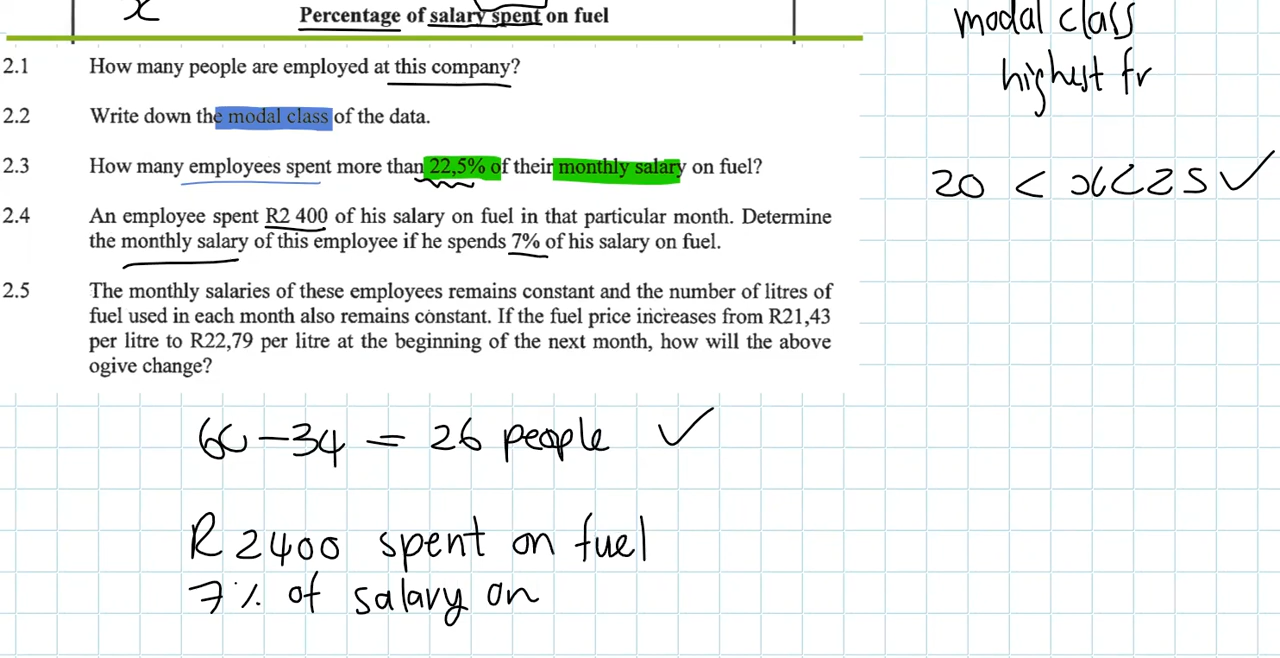 x
Percentage of salary spent on fuel
2.1 How many people are employed at this company?
2.2 Write down the modal class of the data.
2.3 How many employees spent more than 22,5% of their monthly salary on fuel?
2.4 An employee spent R2 400 of his salary on fuel in that particular month. Determine
the monthly salary of this employee if he spends 7% of his salary on fuel.
2.5 The monthly salaries of these employees remains constant and the number of litres of
fuel used in each month also remains constant. If the fuel price increases from R21,43
per litre to R22,79 per litre at the beginning of the next month, how will the above
ogive change?
modal class
highest fr
20 < x < 25 ✓
60 - 34 = 26 people ✓
R 2400 spent on fuel
7% of salary on